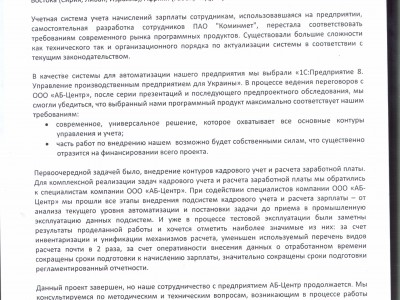 Учетная система учета начислений зарплаты сотрудникам, использовавшаяся на предприятии,
самостоятельная разработка сотрудников ПАО "Коминмет", перестала соответствовать
требованиям современного рынка программных продуктов. Существовали большие сложности
как технического так и организационного порядка по актуализации системы в соответствии с
текущим законодательством.
В качестве системы для автоматизации нашего предприятия мы выбрали «1С:Предприятие 8.
Управление производственным предприятием для Украины». В процессе ведения переговоров с
ООО «АБ-Центр», после серии презентаций и последующего предпроектного обследования, мы
смогли убедиться, что выбранный нами программный продукт максимально соответствует нашим
требованиям:
• современное, универсальное решение, которое охватывает все основные контуры
управления и учета;
• часть работ по внедрению нашем возможно будет собственными силам, что существенно
отразится на финансировании всего проекта.
Первоочередной задачей было, внедрение контуров кадрового учета и расчета заработной платы.
Для комплексной реализации задач кадрового учета и расчета заработной платы мы обратились
к специалистам компании ООО «АБ-Центр». При содействии специалистов компании ООО «АБ-
Центр» мы прошли все этапы внедрения подсистем кадрового учета и расчета зарплаты – от
анализа текущего уровня автоматизации и постановки задачи до приема в промышленную
эксплуатацию данных подсистем. И уже в процессе тестовой эксплуатации были заметны
результаты проделанной работы и хочется отметить наиболее значимые из них: за счет
инвентаризации и унификации механизмов расчета, уменьшен используемый перечень видов
расчета почти в 2 раза, за счет оперативности внесения данных о отработанном времени
сокращены сроки подготовки к начислению зарплаты, значительно сокращены сроки подготовки
регламентированной отчетности.
Данный проект завершен, но наше сотрудничество с предприятием АБ-Центр продолжается. Мы
консультируемся по методическим и техническим вопросам, возникающим в процессе работы